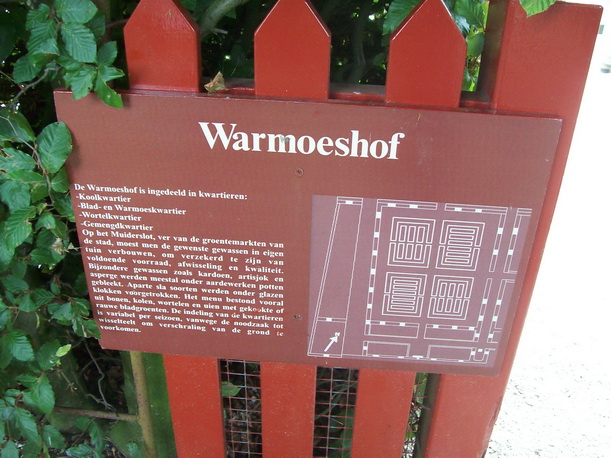 Warmoeshof
De Warmoeshof is ingedeeld in kwartieren:
-Koolkwartier
-Blad- en Warmoeskwartier
-Wortelkwartier
-Gemengdkwartier
Op het Muiderslot, ver van de groentemarkten van
de stad, moest men de gewenste gewassen in eigen
tuin verbouwen, om verzekerd te zijn van
voldoende voorraad, afwisseling en kwaliteit.
Bijzondere gewassen zoals kardoen, artisjok en
asperge werden meestal onder aardewerken potten
gebleekt. Aparte sla soorten werden onder glazen
klokken voorgetrokken. Het menu bestond vooral
uit bonen, kolen, wortelen en uien met gekookte of
rauwe bladgroenten. De indeling van de kwartieren
is variabel per seizoen, vanwege de noodzaak tot
wisselteelt om verschraling van de grond te
voorkomen.